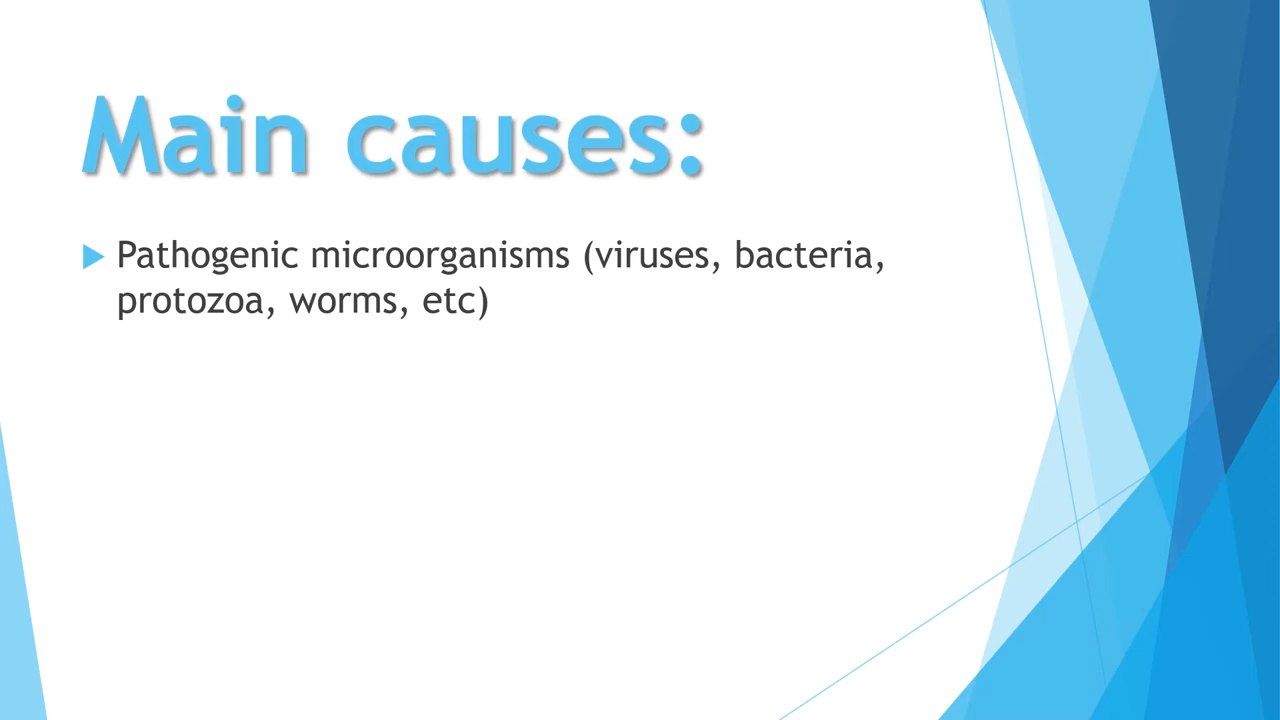 Main causes:
Pathogenic microorganisms (viruses, bacteria,
protozoa, worms, etc)